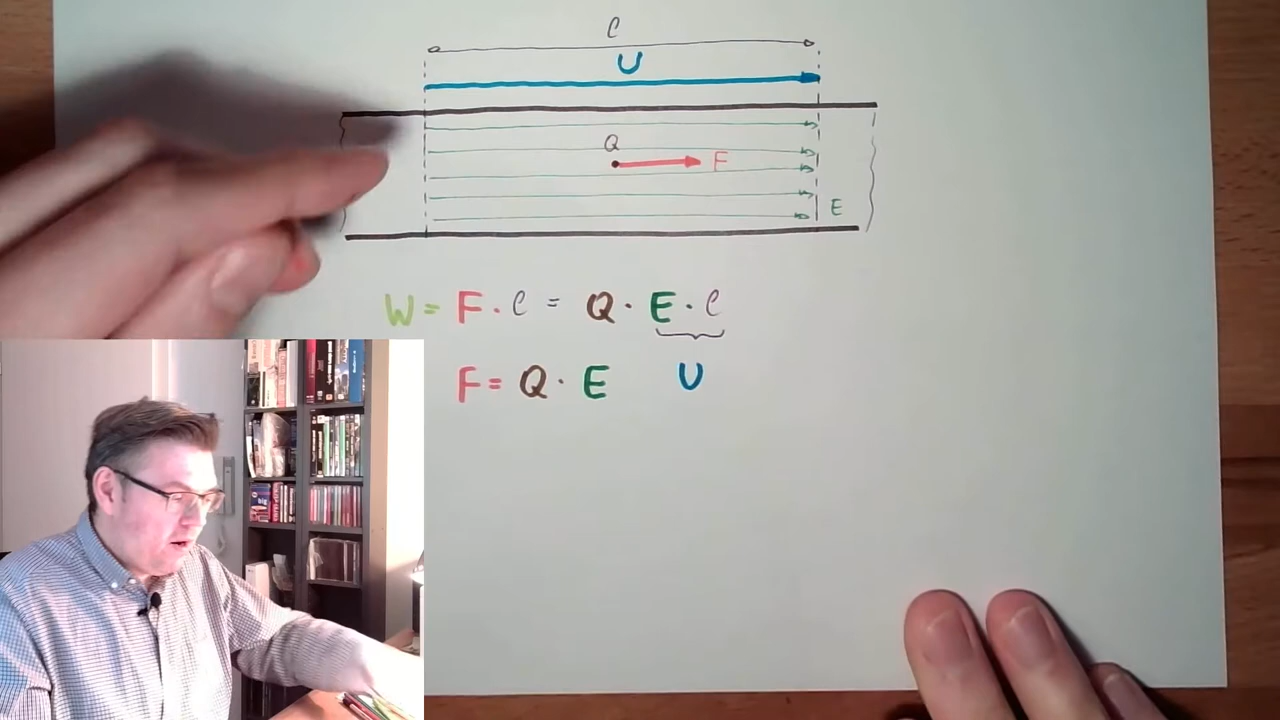 ℓ
U
Q
F
E
W = F · ℓ = Q · E · ℓ
F = Q · E U